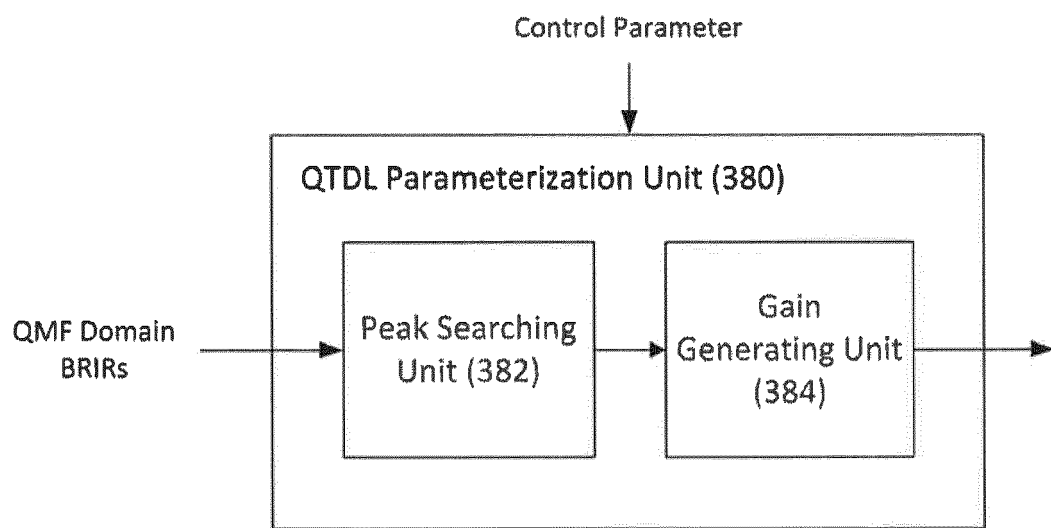 Control Parameter
QTDL Parameterization Unit (380)
QMF Domain
BRIRs
Peak Searching
Unit (382)
Gain
Generating Unit
(384)